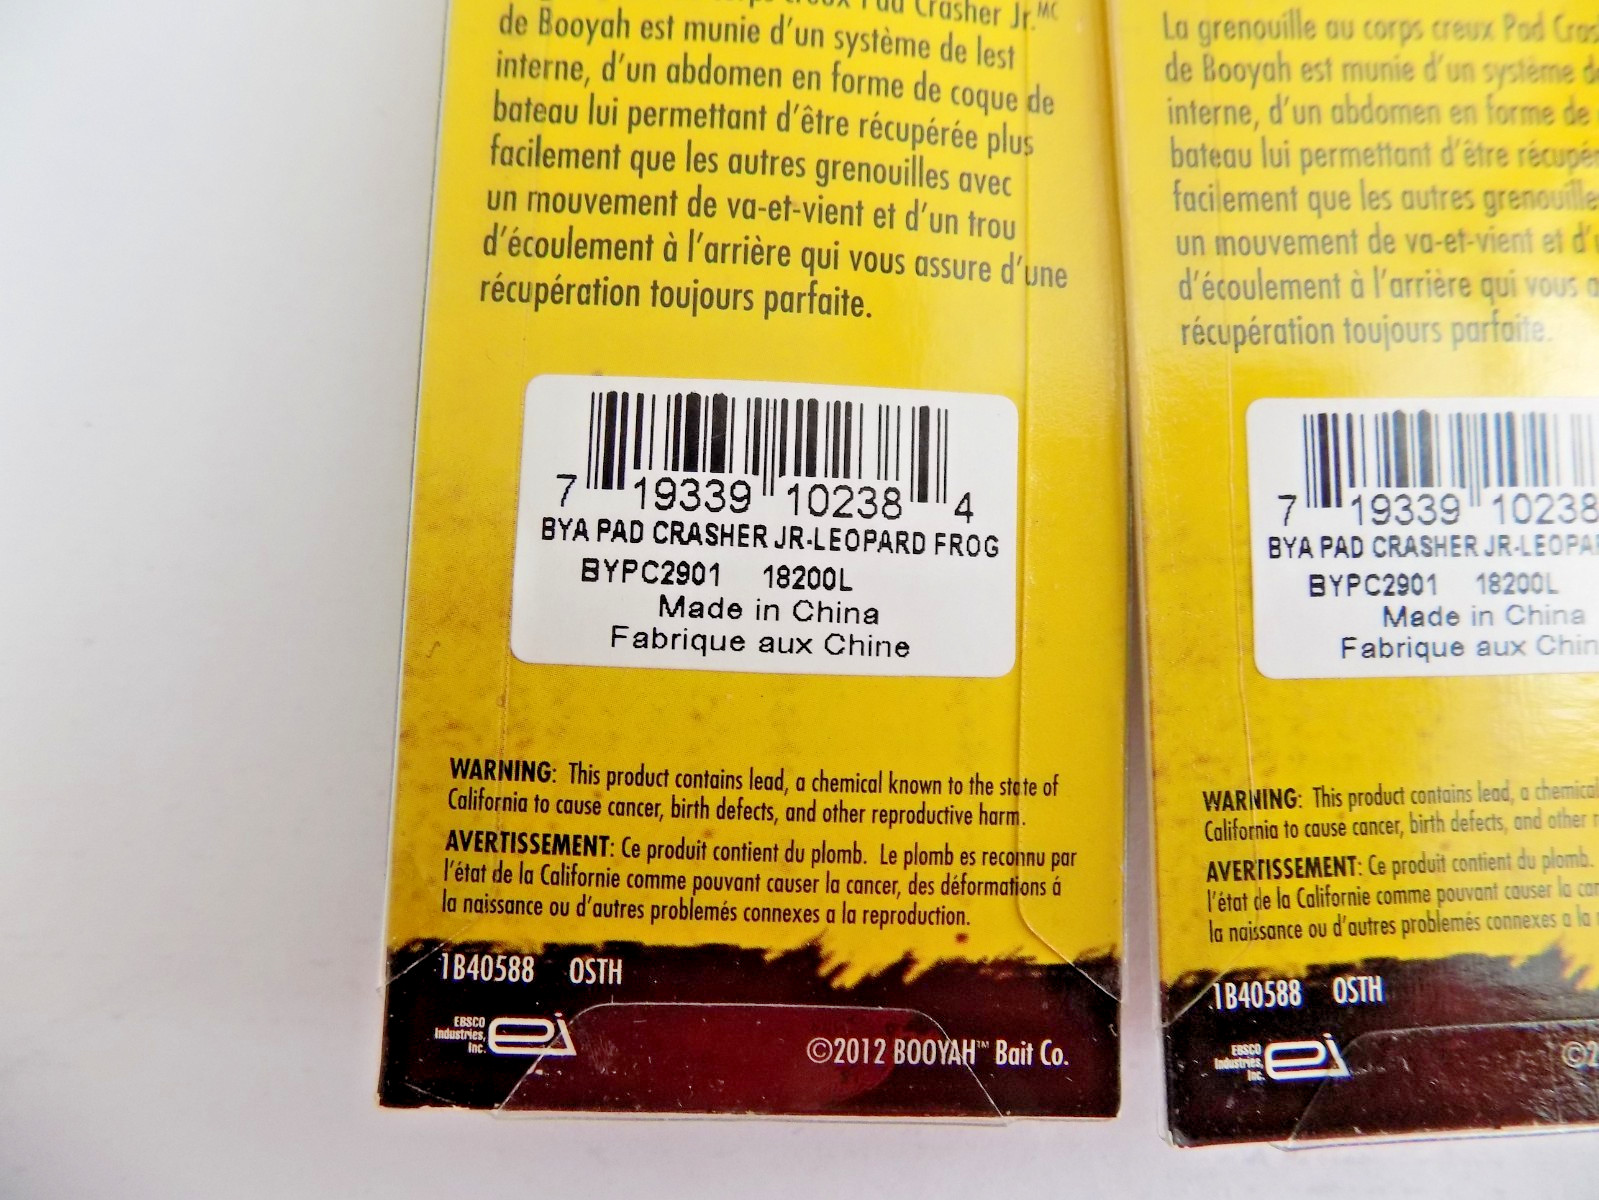 Pad Crasher Jr.MC
de Booyah est munie d'un système de lest
interne, d'un abdomen en forme de coque de
bateau lui permettant d'être récupérée plus
facilement que les autres grenouilles avec
un mouvement de va-et-vient et d'un trou
d'écoulement à l'arrière qui vous assure d'une
récupération toujours parfaite.
7 19339 10238 4
BYA PAD CRASHER JR-LEOPARD FROG
BYPC2901 18200L
Made in China
Fabrique aux Chine
WARNING: This product contains lead, a chemical known to the state of
California to cause cancer, birth defects, and other reproductive harm.
AVERTISSEMENT: Ce produit contient du plomb. Le plomb es reconnu par
l'état de la Californie comme pouvant causer la cancer, des déformations á
la naissance ou d'autres problemés connexes a la reproduction.
1B40588 OSTH
EBSCO
Industries,
Inc.
ei
©2012 BOOYAH™ Bait Co.
La grenouille au corps creux Pad Cras
de Booyah est munie d'un système de
interne, d'un abdomen en forme de
bateau lui permettant d'être récupé
facilement que les autres grenouille
un mouvement de va-et-vient et d'
d'écoulement à l'arrière qui vous a
récupération toujours parfaite.
7 19339 10238
BYA PAD CRASHER JR-LEOPA
BYPC2901 18200L
Made in China
Fabrique aux Chin
WARNING: This product contains lead, a chemical
California to cause cancer, birth defects, and other r
AVERTISSEMENT: Ce produit contient du plomb.
l'état de la Californie comme pouvant causer la can
la naissance ou d'autres problemés connexes a la
1B40588 OSTH
EBSCO
Industries,
Inc.
ei
©2